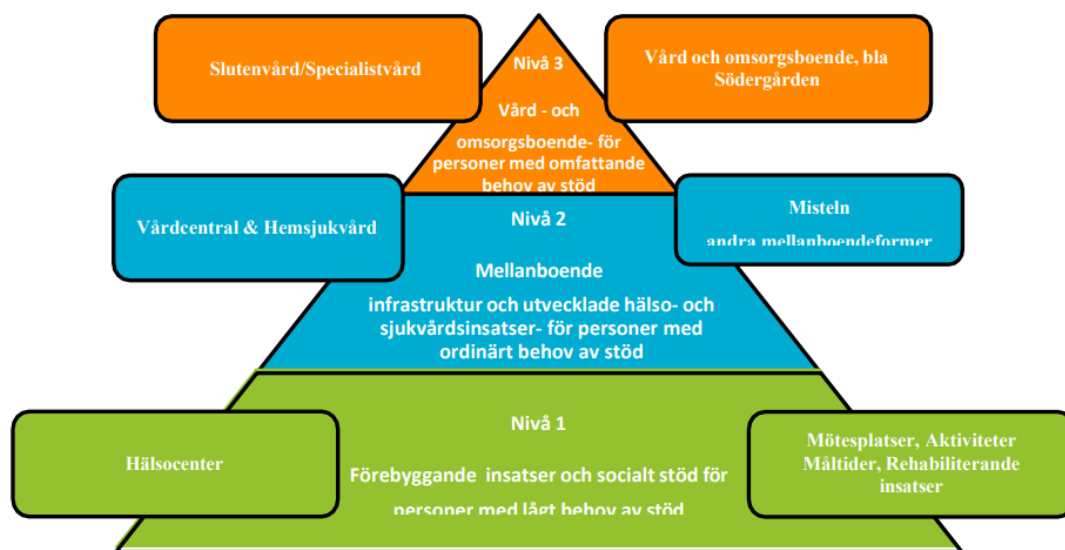 Slutenvård/Specialistvård
Nivå 3
Vård - och
omsorgsboende- för
personer med omfattande
behov av stöd
Vård och omsorgsboende, bla
Södergården
Vårdcentral & Hemsjukvård
Nivå 2
Mellanboende
infrastruktur och utvecklade hälso- och
sjukvårdsinsatser- för personer med
ordinärt behov av stöd
Misteln
andra mellanboendeformer
Hälsocenter
Nivå 1
Förebyggande insatser och socialt stöd för
personer med lågt behov av stöd
Mötesplatser, Aktiviteter
Måltider, Rehabiliterande
insatser